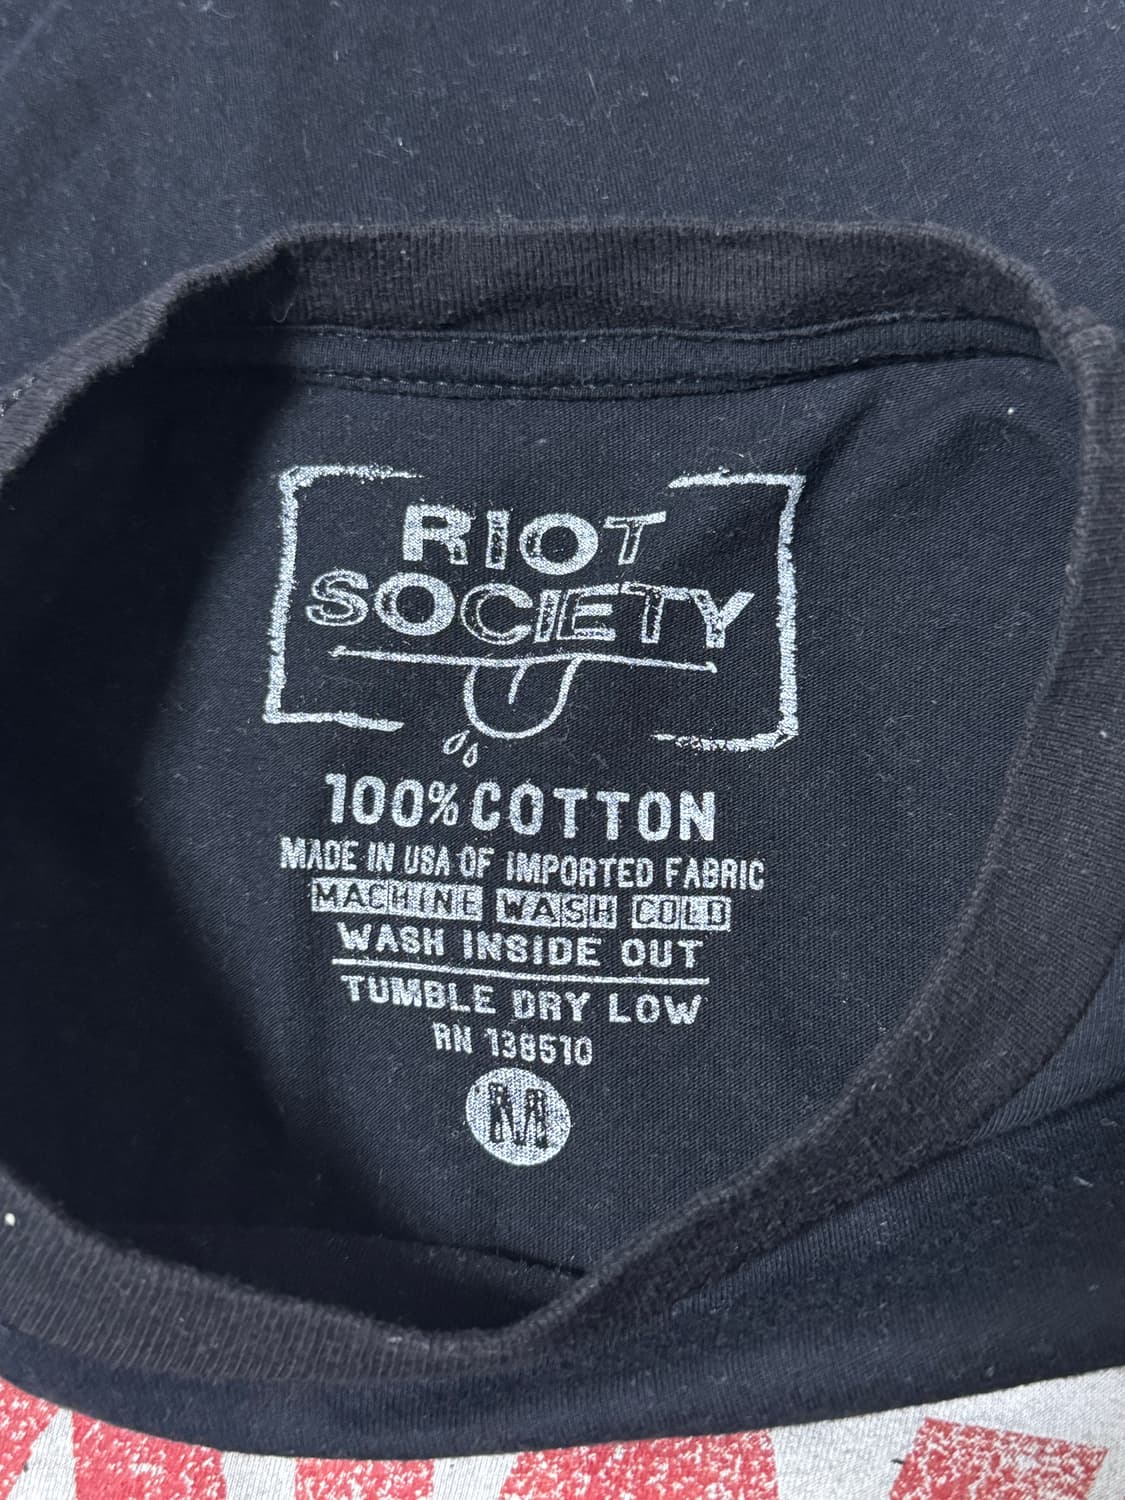 RIOT
SOCIETY
100% COTTON
MADE IN USA OF IMPORTED FABRIC
MACHINE WASH COLD
WASH INSIDE OUT
TUMBLE DRY LOW
RN 138510
M